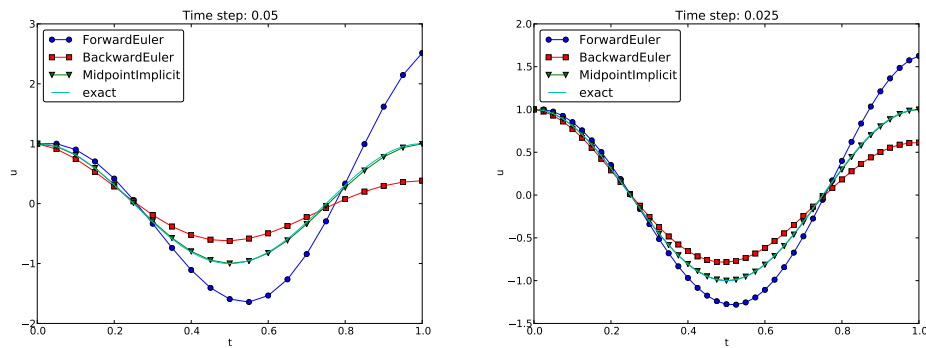 Time step: 0.05
3
2
1
0
−1
−2
0.0
0.2
0.4
0.6
0.8
1.0
t
u
ForwardEuler
BackwardEuler
MidpointImplicit
exact
Time step: 0.025
2.0
1.5
1.0
0.5
0.0
−0.5
−1.0
−1.5
0.0
0.2
0.4
0.6
0.8
1.0
t
u
ForwardEuler
BackwardEuler
MidpointImplicit
exact